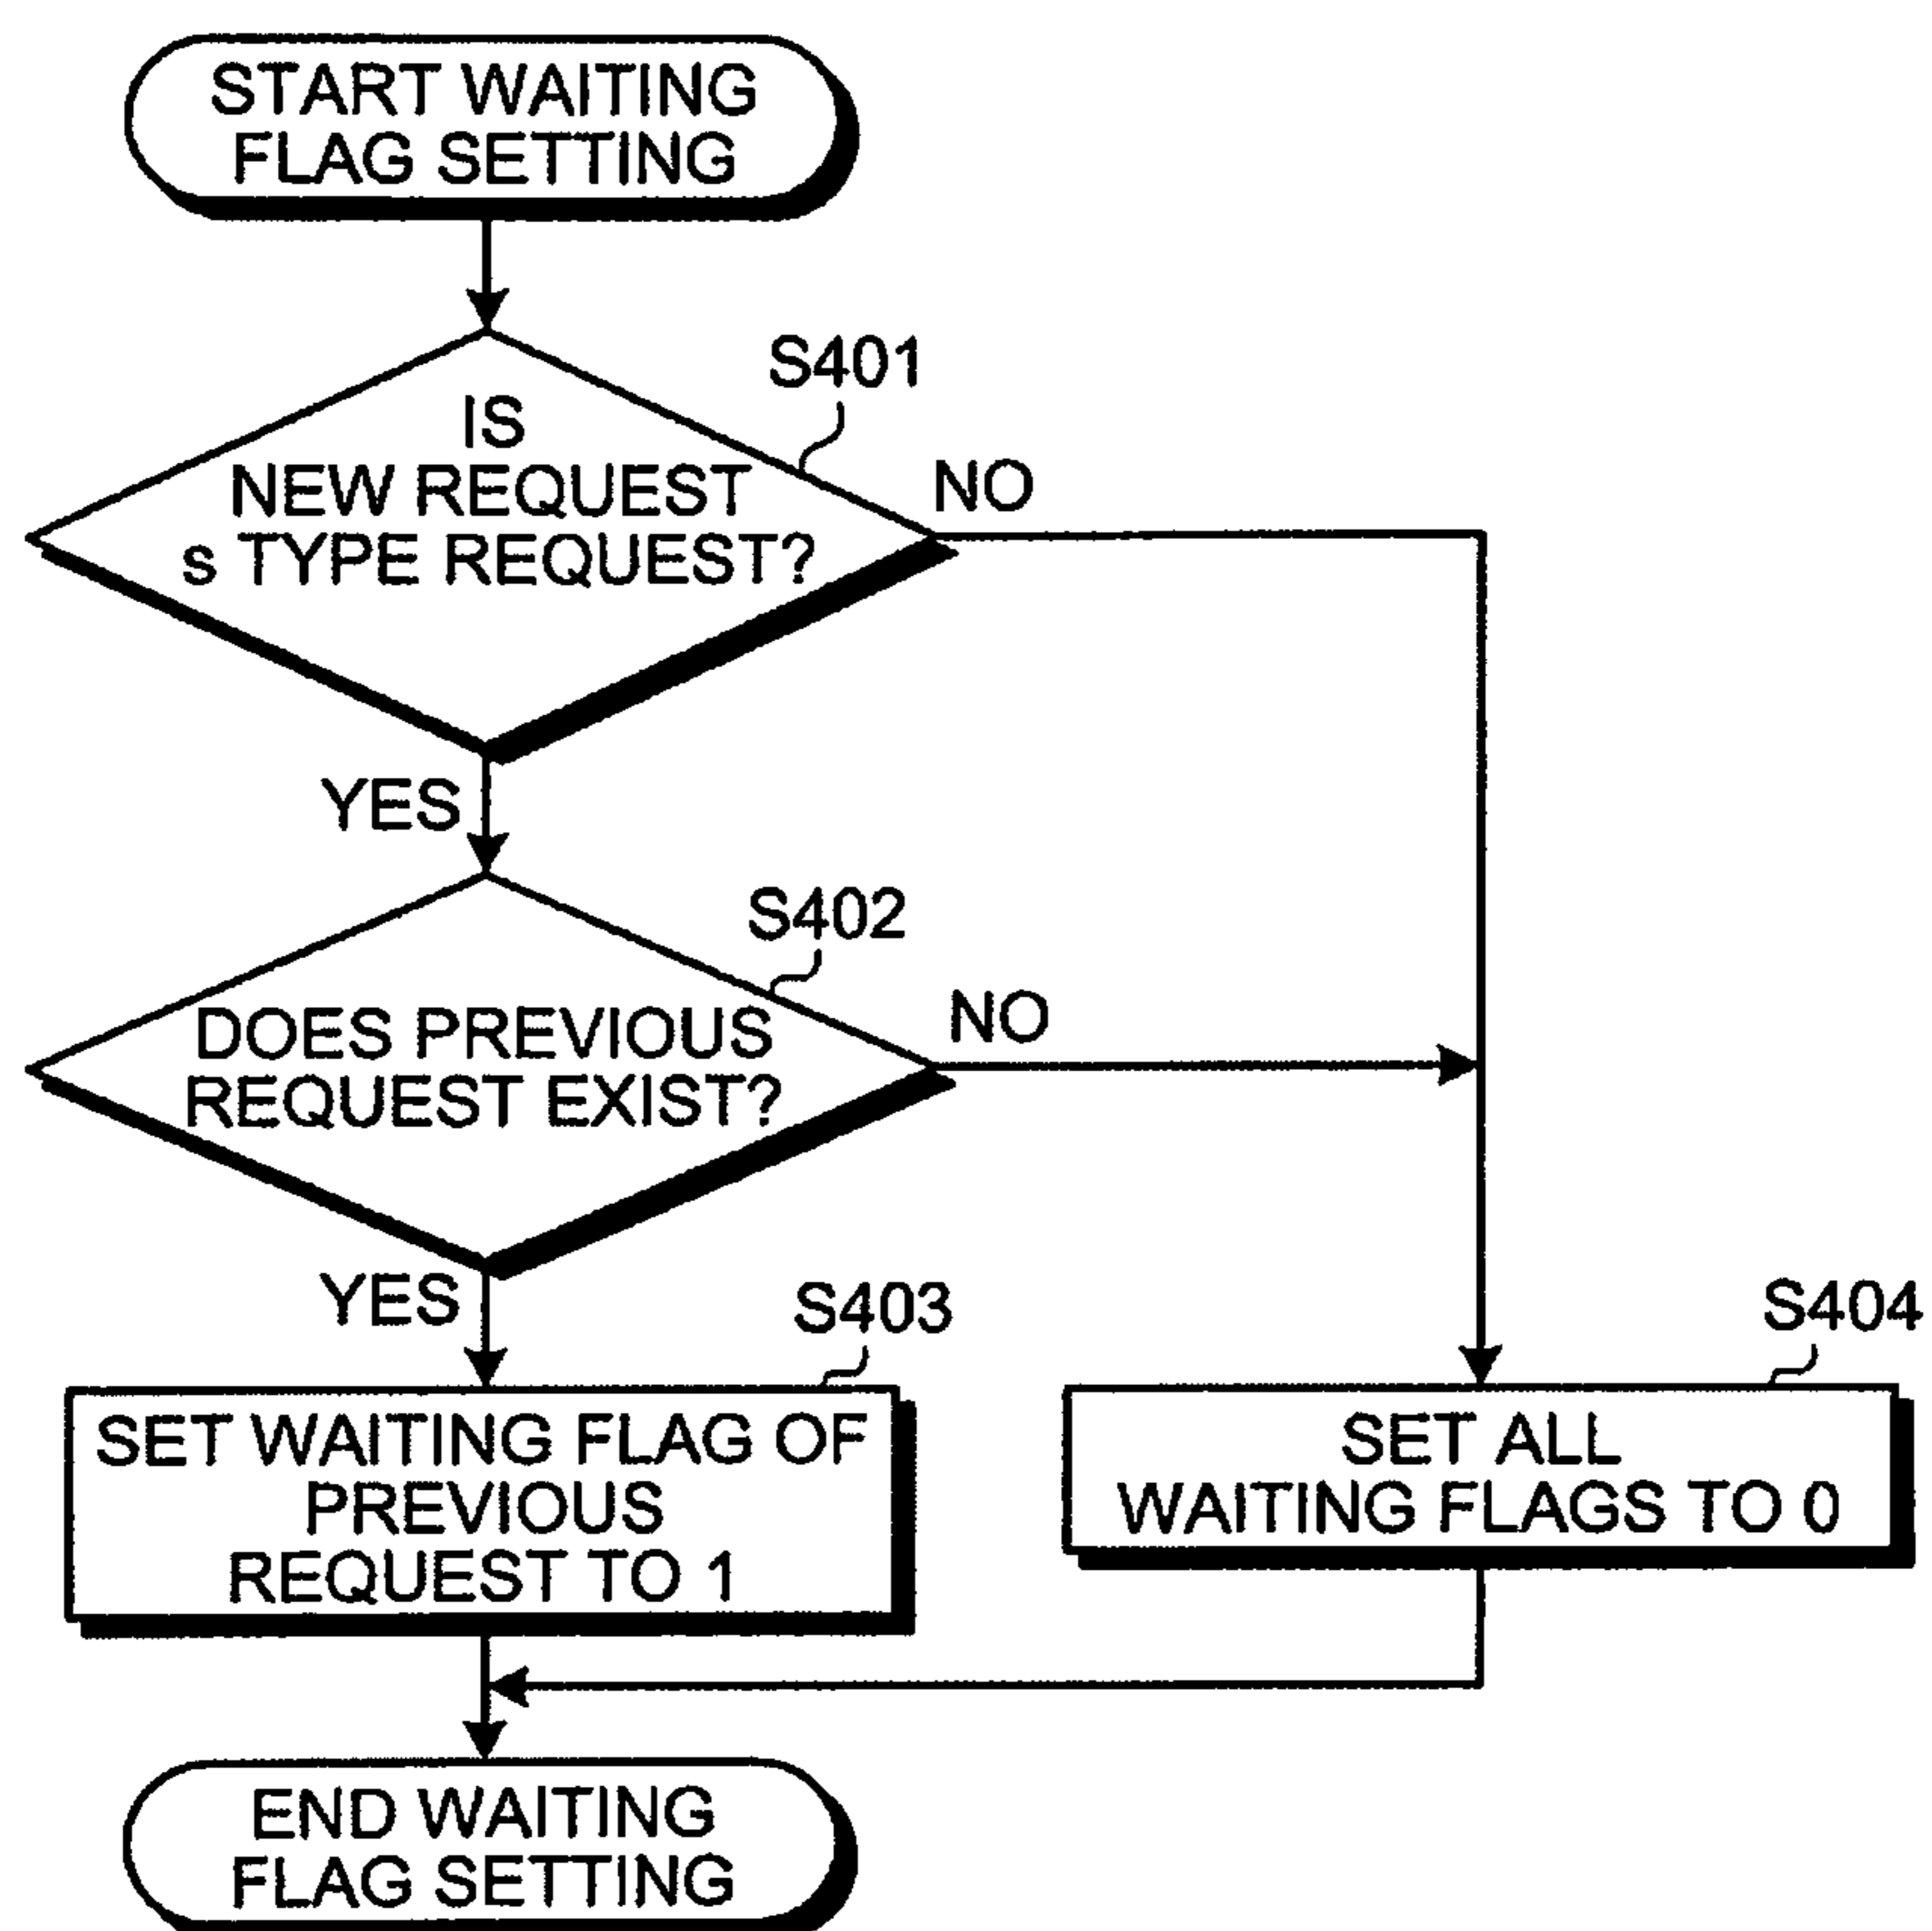 START WAITING
FLAG SETTING
S401
IS
NEW REQUEST
s TYPE REQUEST?
NO
YES
S402
DOES PREVIOUS
REQUEST EXIST?
NO
YES
S403
SET WAITING FLAG OF
PREVIOUS
REQUEST TO 1
S404
SET ALL
WAITING FLAGS TO 0
END WAITING
FLAG SETTING